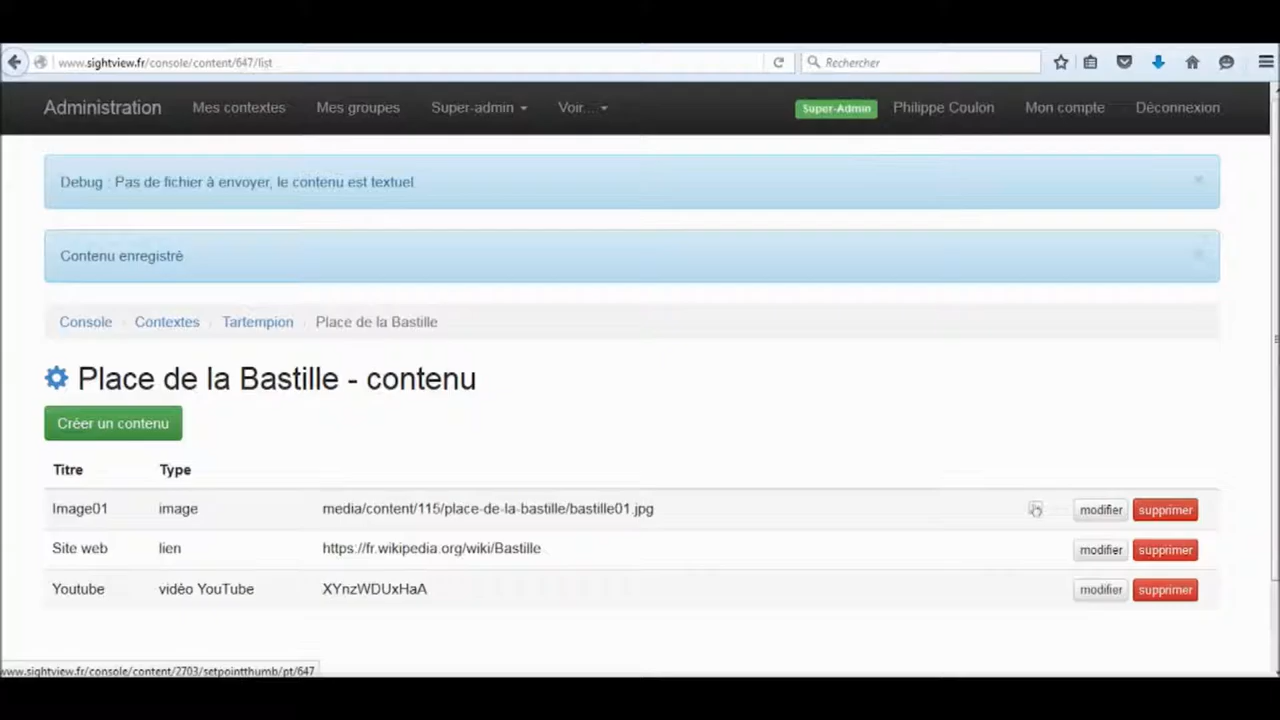 www.sightview.fr/console/content/647/list
Rechercher
Administration Mes contextes Mes groupes Super-admin Voir... Super-Admin Philippe Coulon Mon compte Déconnexion
Debug : Pas de fichier à envoyer, le contenu est textuel
Contenu enregistré
Console / Contextes / Tartempion / Place de la Bastille
Place de la Bastille - contenu
Créer un contenu
Titre Type
Image01 image media/content/115/place-de-la-bastille/bastille01.jpg modifier supprimer
Site web lien https://fr.wikipedia.org/wiki/Bastille modifier supprimer
Youtube vidéo YouTube XYnzWDUxHaA modifier supprimer
www.sightview.fr/console/content/2703/setpointthumb/pt/647